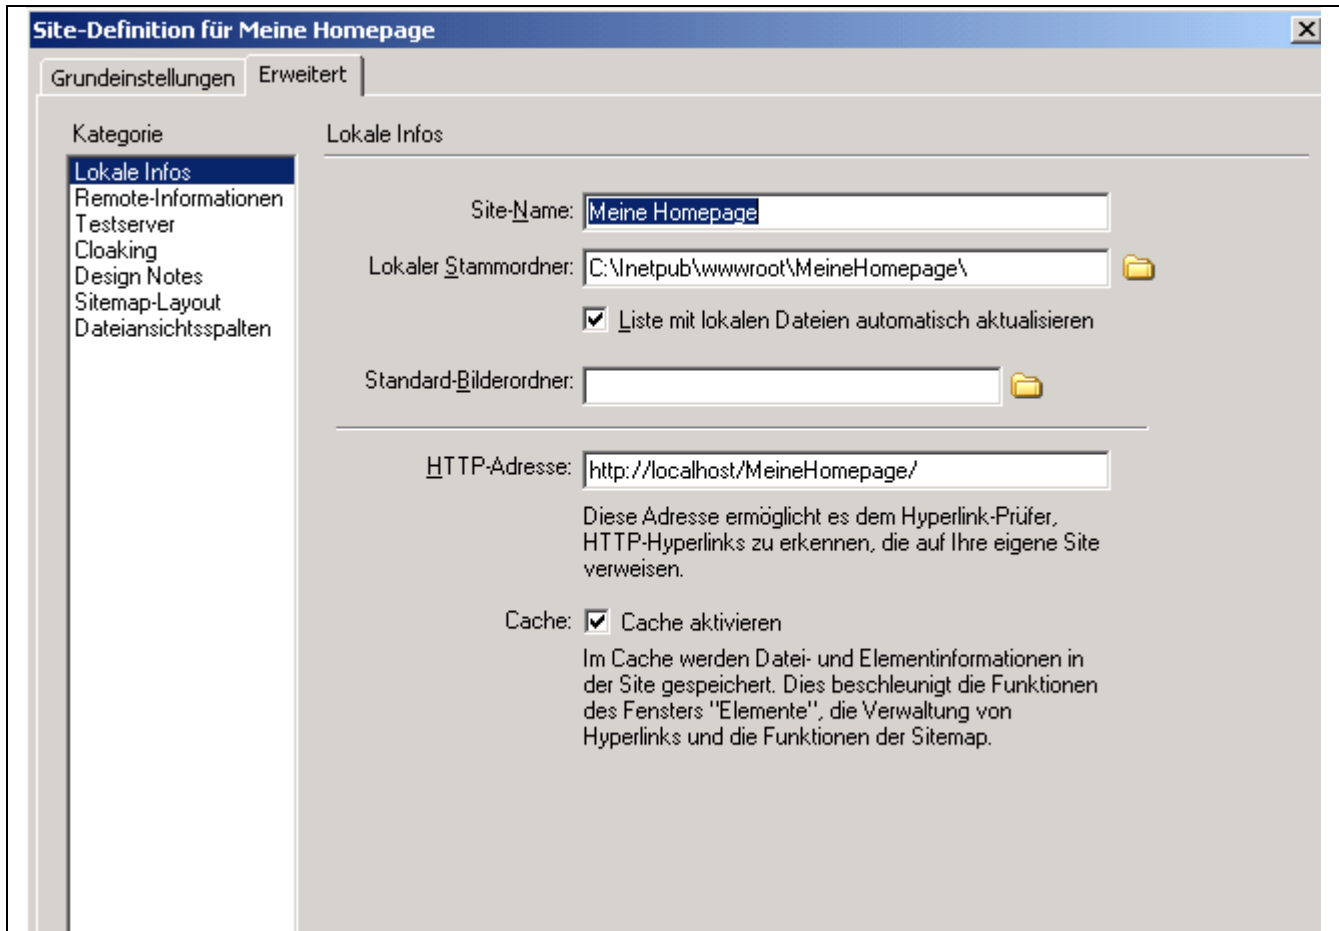 Site-Definition für Meine Homepage
Grundeinstellungen
Erweitert
Kategorie
Lokale Infos
Remote-Informationen
Testserver
Cloaking
Design Notes
Sitemap-Layout
Dateiansichtsspalten
Lokale Infos
Site-Name: Meine Homepage
Lokaler Stammordner: C:\Inetpub\wwwroot\MeineHomepage\
Liste mit lokalen Dateien automatisch aktualisieren
Standard-Bilderordner:
HTTP-Adresse: http://localhost/MeineHomepage/
Diese Adresse ermöglicht es dem Hyperlink-Prüfer,
HTTP-Hyperlinks zu erkennen, die auf Ihre eigene Site
verweisen.
Cache: Cache aktivieren
Im Cache werden Datei- und Elementinformationen in
der Site gespeichert. Dies beschleunigt die Funktionen
des Fensters "Elemente", die Verwaltung von
Hyperlinks und die Funktionen der Sitemap.